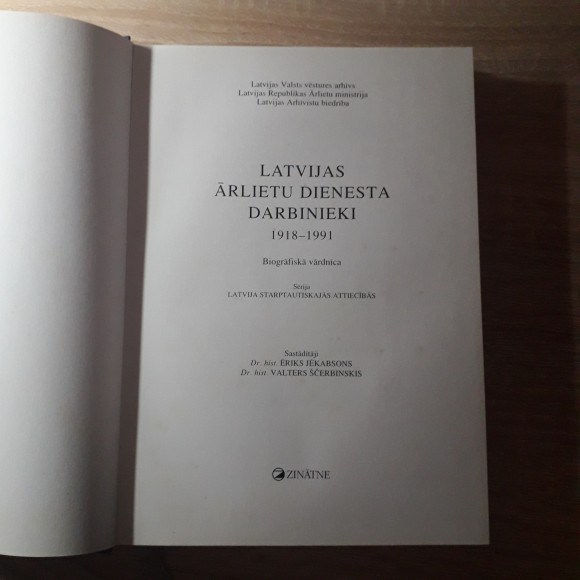 Latvijas Valsts vēstures arhīvs
Latvijas Republikas Ārlietu ministrija
Latvijas Arhīvistu biedrība
LATVIJAS
ĀRLIETU DIENESTA
DARBINIEKI
1918–1991
Biogrāfiskā vārdnīca
Sērija
LATVIJA STARPTAUTISKAJĀS ATTIECĪBĀS
Sastādītāji
Dr. hist. ĒRIKS JĒKABSONS
Dr. hist. VALTERS ŠČERBINSKIS
ZINĀTNE